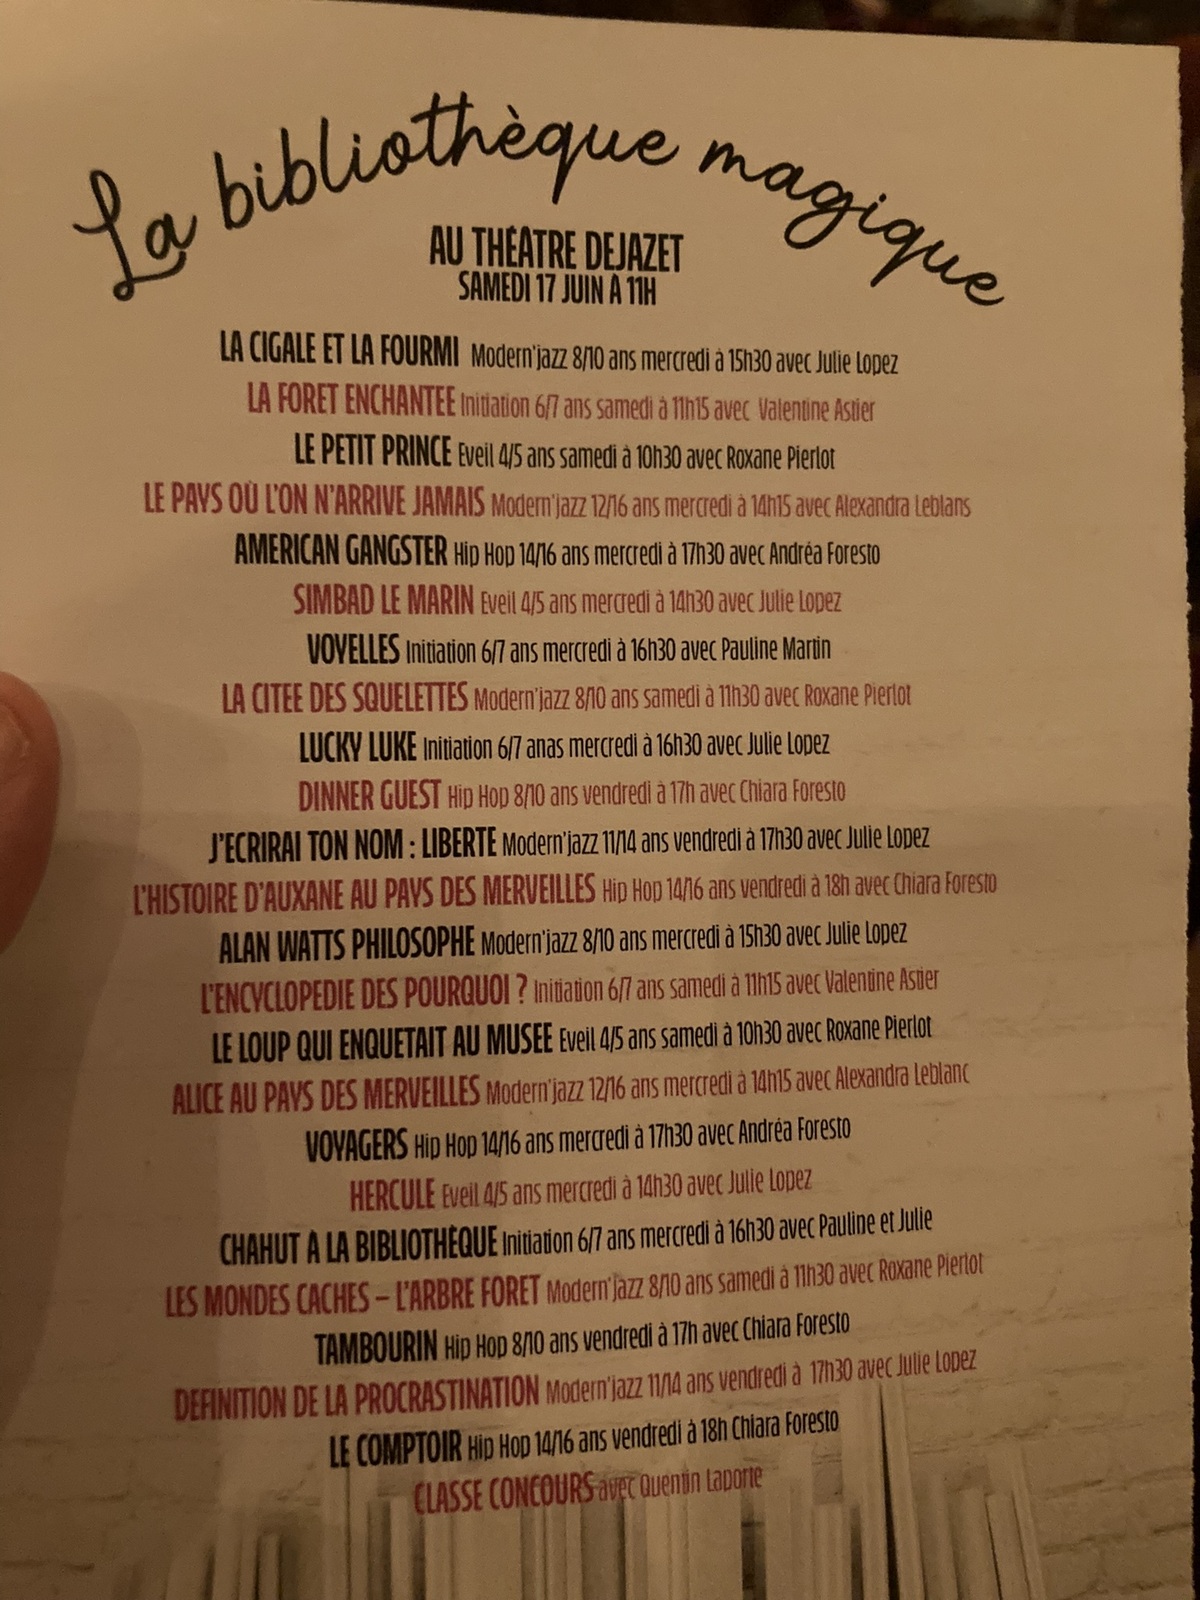 La bibliothèque magique
AU THÉATRE DEJAZET
SAMEDI 17 JUIN À 11H
LA CIGALE ET LA FOURMI Modern'jazz 8/10 ans mercredi à 15h30 avec Julie Lopez
LA FORET ENCHANTEE Initiation 6/7 ans samedi à 11h15 avec Valentine Astier
LE PETIT PRINCE Eveil 4/5 ans samedi à 10h30 avec Roxane Pierlot
LE PAYS OÙ L'ON N'ARRIVE JAMAIS Modern'jazz 12/16 ans mercredi à 14h15 avec Alexandra Leblans
AMERICAN GANGSTER Hip Hop 14/16 ans mercredi à 17h30 avec Andréa Foresto
SIMBAD LE MARIN Eveil 4/5 ans mercredi à 14h30 avec Julie Lopez
VOYELLES Initiation 6/7 ans mercredi à 16h30 avec Pauline Martin
LA CITEE DES SQUELETTES Modern'jazz 8/10 ans samedi à 11h30 avec Roxane Pierlot
LUCKY LUKE Initiation 6/7 anas mercredi à 16h30 avec Julie Lopez
DINNER GUEST Hip Hop 8/10 ans vendredi à 17h avec Chiara Foresto
J'ECRIRAI TON NOM : LIBERTE Modern'jazz 11/14 ans vendredi à 17h30 avec Julie Lopez
L'HISTOIRE D'AUXANE AU PAYS DES MERVEILLES Hip Hop 14/16 ans vendredi à 18h avec Chiara Foresto
ALAN WATTS PHILOSOPHE Modern'jazz 8/10 ans mercredi à 15h30 avec Julie Lopez
L'ENCYCLOPEDIE DES POURQUOI ? Initiation 6/7 ans samedi à 11h15 avec Valentine Astier
LE LOUP QUI ENQUETAIT AU MUSEE Eveil 4/5 ans samedi à 10h30 avec Roxane Pierlot
ALICE AU PAYS DES MERVEILLES Modern'jazz 12/16 ans mercredi à 14h15 avec Alexandra Leblanc
VOYAGERS Hip Hop 14/16 ans mercredi à 17h30 avec Andréa Foresto
HERCULE Eveil 4/5 ans mercredi à 14h30 avec Julie Lopez
CHAHUT À LA BIBLIOTHÈQUE Initiation 6/7 ans mercredi à 16h30 avec Pauline et Julie
LES MONDES CACHES – L'ARBRE FORET Modern'jazz 8/10 ans samedi à 11h30 avec Roxane Pierlot
TAMBOURIN Hip Hop 8/10 ans vendredi à 17h avec Chiara Foresto
DEFINITION DE LA PROCRASTINATION Modern'jazz 11/14 ans vendredi à 17h30 avec Julie Lopez
LE COMPTOIR Hip Hop 14/16 ans vendredi à 18h Chiara Foresto
CLASSE CONCOURS avec Quentin Laporte